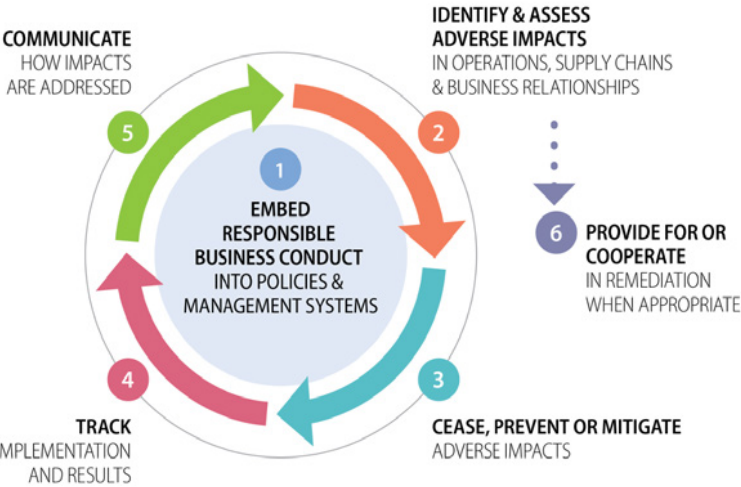 1
EMBED
RESPONSIBLE
BUSINESS CONDUCT
INTO POLICIES &
MANAGEMENT SYSTEMS
2
IDENTIFY & ASSESS
ADVERSE IMPACTS
IN OPERATIONS, SUPPLY CHAINS
& BUSINESS RELATIONSHIPS
3
CEASE, PREVENT OR MITIGATE
ADVERSE IMPACTS
4
TRACK
MPLEMENTATION
AND RESULTS
5
COMMUNICATE
HOW IMPACTS
ARE ADDRESSED
6
PROVIDE FOR OR
COOPERATE
IN REMEDIATION
WHEN APPROPRIATE